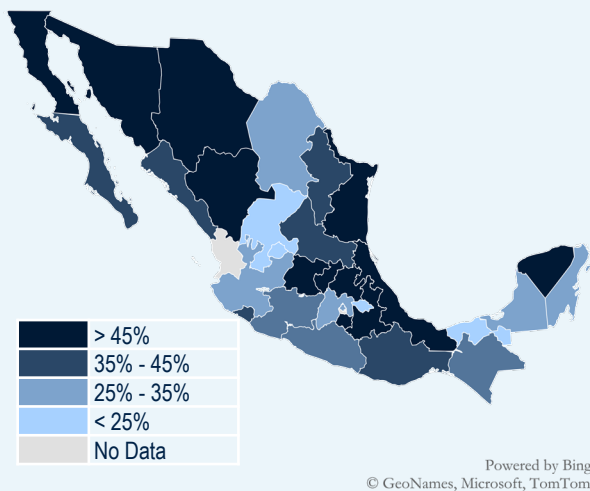 > 45%
35% - 45%
25% - 35%
< 25%
No Data
Powered by Bing
© GeoNames, Microsoft, TomTom